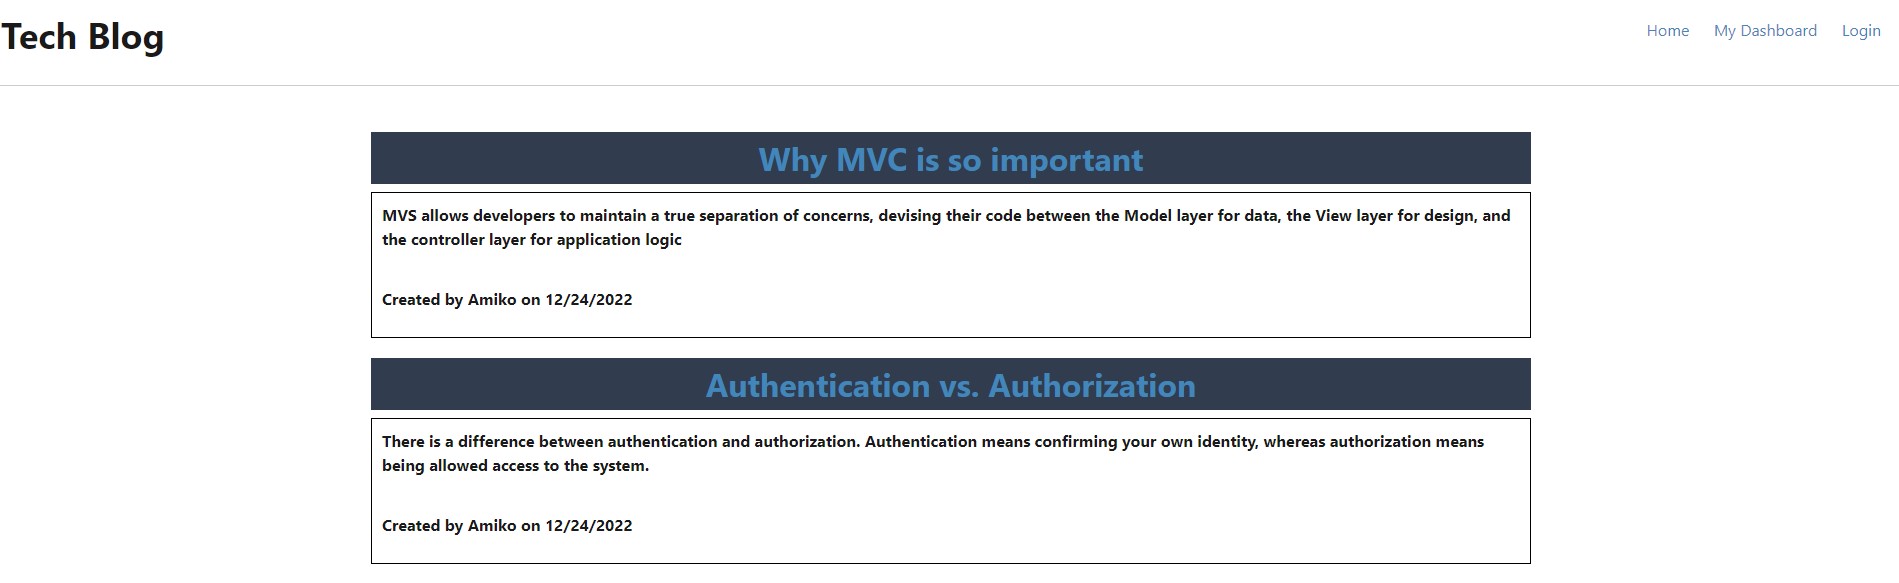 Tech Blog
Home My Dashboard Login
Why MVC is so important
MVS allows developers to maintain a true separation of concerns, devising their code between the Model layer for data, the View layer for design, and
the controller layer for application logic
Created by Amiko on 12/24/2022
Authentication vs. Authorization
There is a difference between authentication and authorization. Authentication means confirming your own identity, whereas authorization means
being allowed access to the system.
Created by Amiko on 12/24/2022